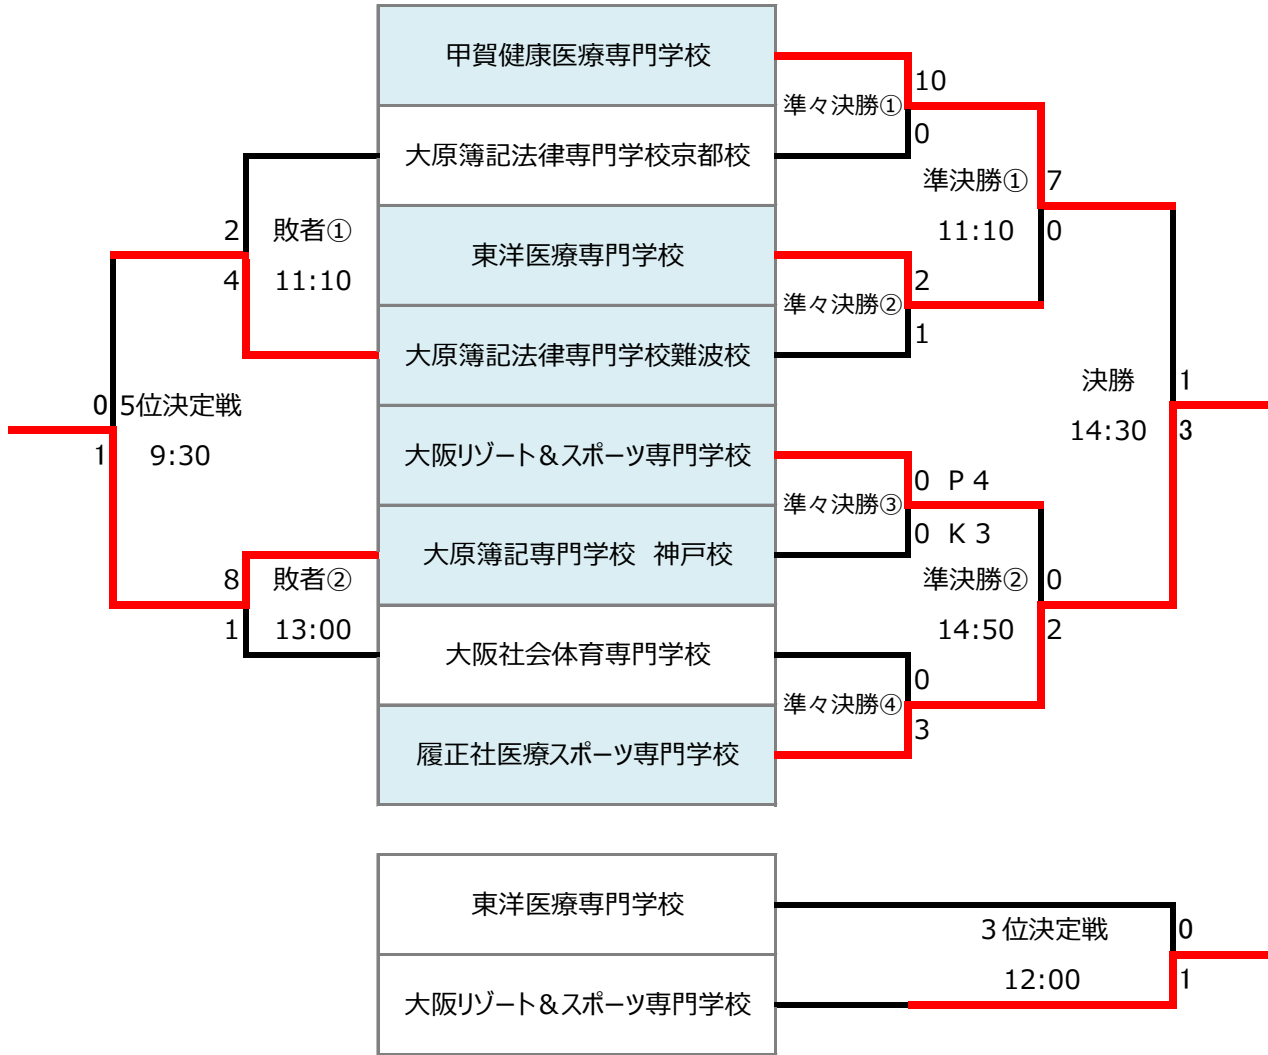 甲賀健康医療専門学校
10
準々決勝①
0
大原簿記法律専門学校京都校
準決勝① 7
2 敗者①
11:10 0
東洋医療専門学校
4 11:10
2
準々決勝②
1
大原簿記法律専門学校難波校
決勝 1
0 5位決定戦
14:30 3
1 9:30
大阪リゾート＆スポーツ専門学校
0 P 4
準々決勝③
0 K 3
大原簿記専門学校 神戸校
8 敗者②
準決勝② 0
1 13:00
14:50 2
大阪社会体育専門学校
0
準々決勝④
3
履正社医療スポーツ専門学校
東洋医療専門学校
３位決定戦 0
12:00 1
大阪リゾート＆スポーツ専門学校